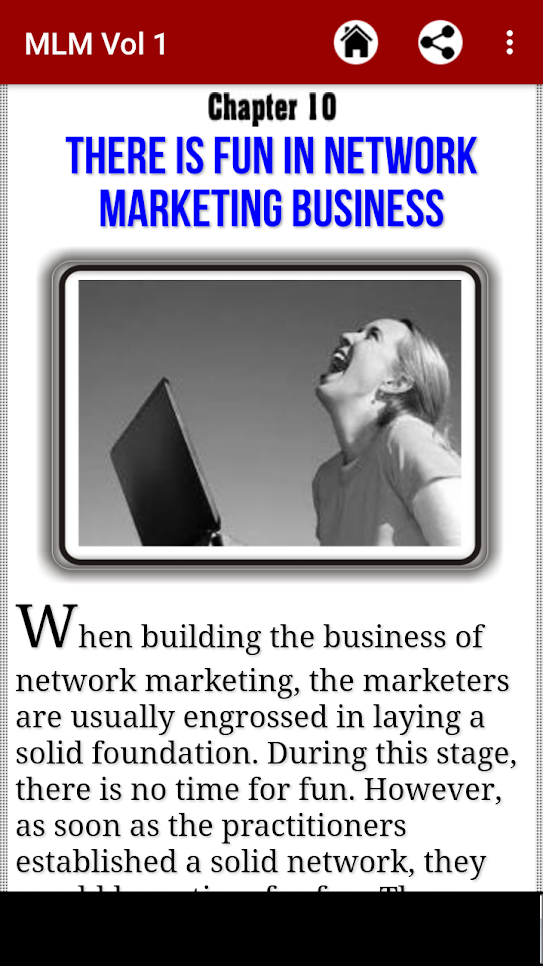 MLM Vol 1
Chapter 10
THERE IS FUN IN NETWORK
MARKETING BUSINESS
When building the business of
network marketing, the marketers
are usually engrossed in laying a
solid foundation. During this stage,
there is no time for fun. However,
as soon as the practitioners
established a solid network, they